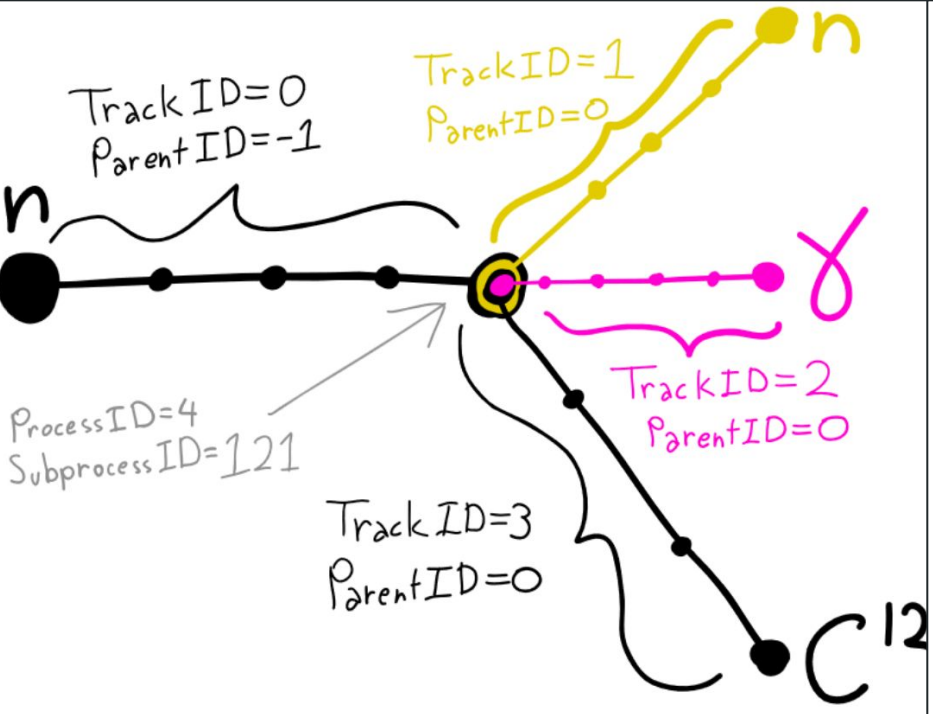 TrackID=0
ParentID=-1
n
TrackID=1
ParentID=0
n
γ
TrackID=2
ParentID=0
ProcessID=4
SubprocessID=121
TrackID=3
ParentID=0
C¹²